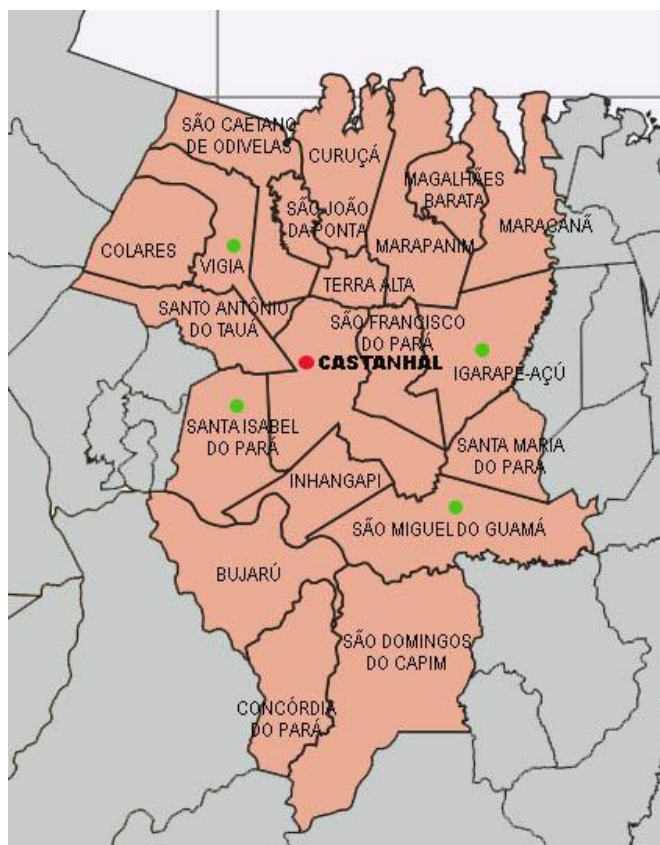 SÃO CAETANO
DE ODIVELAS
CURUÇÁ
MAGALHÃES
BARATA
SÃO JOÃO
DA PONTA
MARACANÃ
COLARES
VIGIA
MARAPANIM
TERRA ALTA
SANTO ANTÔNIO
DO TAUÁ
SÃO FRANCISCO
DO PARÁ
CASTANHAL
IGARAPE-AÇÚ
SANTA ISABEL
DO PARÁ
SANTA MARIA
DO PARÁ
INHANGAPI
SÃO MIGUEL DO GUAMÁ
BUJARÚ
SÃO DOMINGOS
DO CAPIM
CONCÓRDIA
DO PARÁ